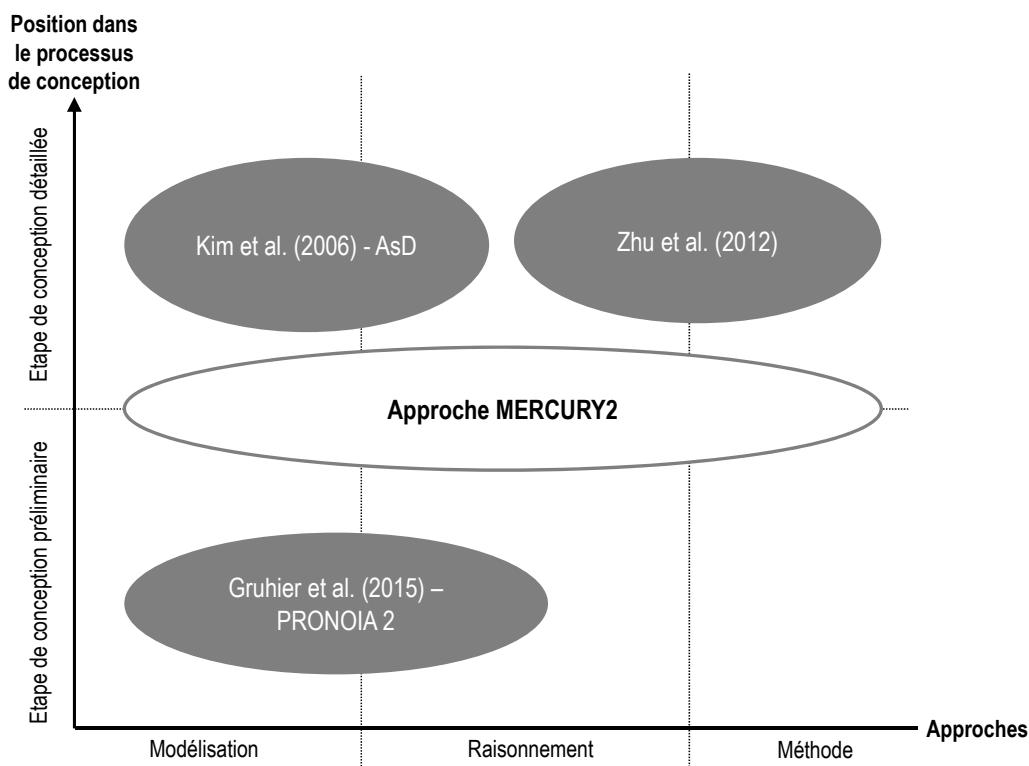 Position dans
le processus
de conception
Etape de conception détaillée
Kim et al. (2006) - AsD
Zhu et al. (2012)
Approche MERCURY2
Etape de conception préliminaire
Gruhier et al. (2015) –
PRONOIA 2
Approches
Modélisation
Raisonnement
Méthode